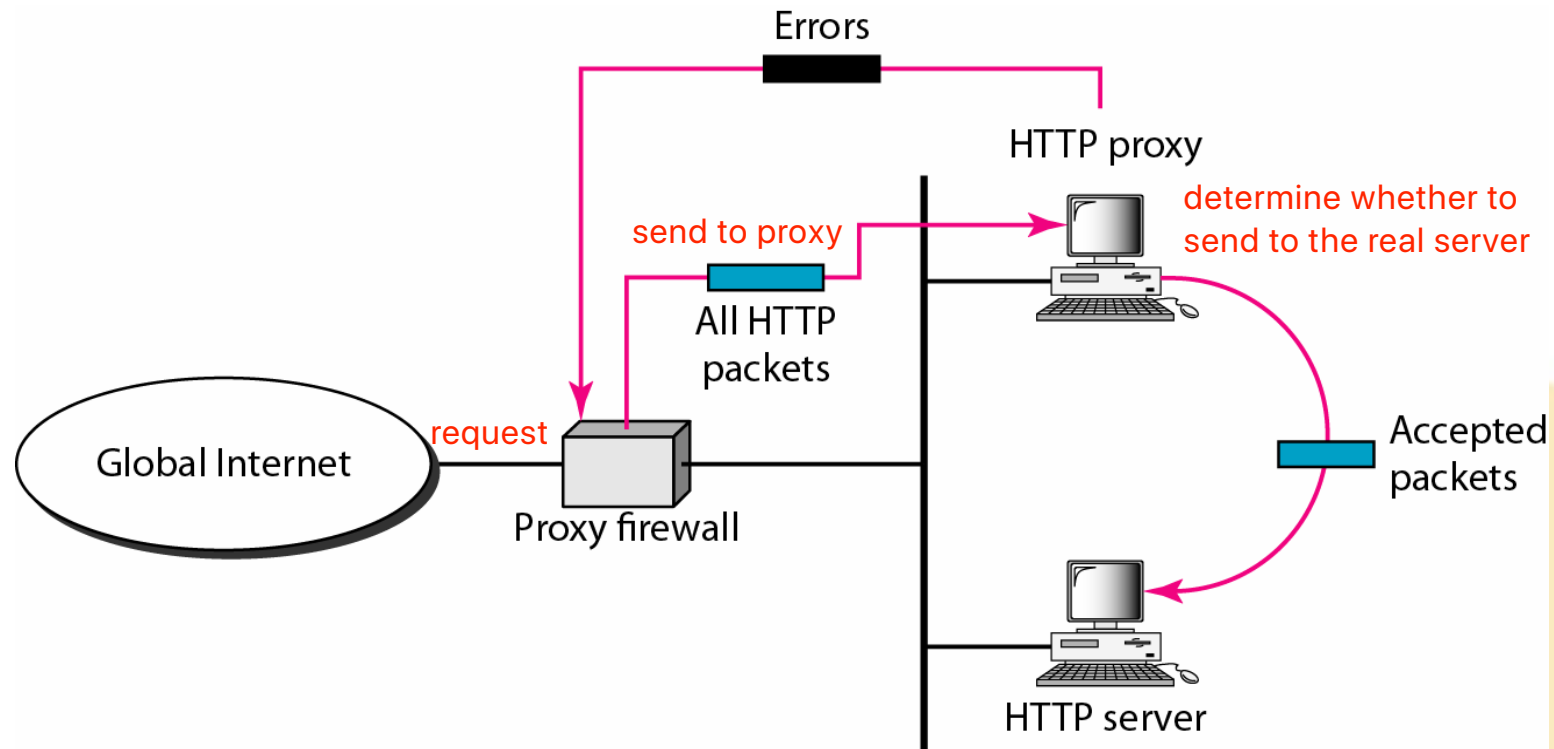 Errors
HTTP proxy
determine whether to
send to the real server
send to proxy
All HTTP
packets
request
Global Internet
Proxy firewall
Accepted
packets
HTTP server